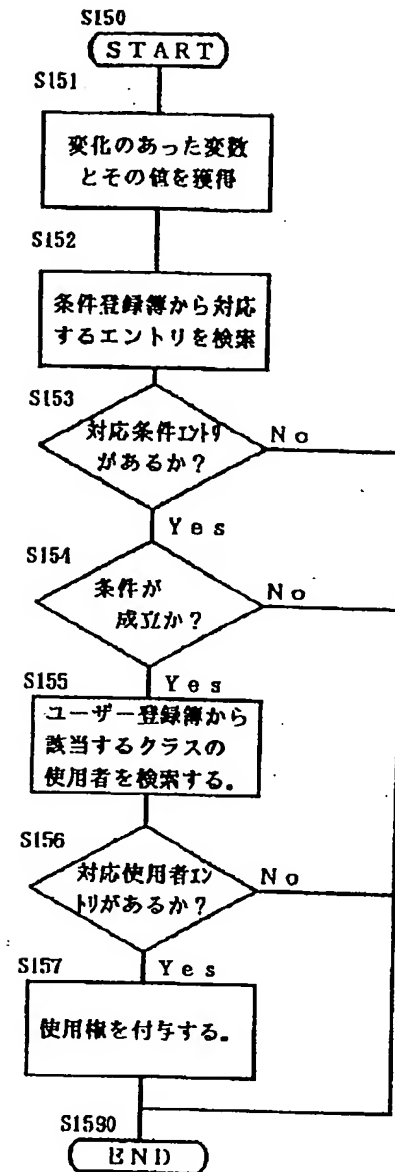 S150
START
S151
変化のあった変数
とその値を獲得
S152
条件登録簿から対応
するエントリを検索
S153
対応条件エントリ
があるか？
No
Yes
S154
条件が
成立か？
No
Yes
S155
ユーザー登録簿から
該当するクラスの
使用者を検索する。
S156
対応使用者エン
トリがあるか？
No
Yes
S157
使用権を付与する。
S1590
END